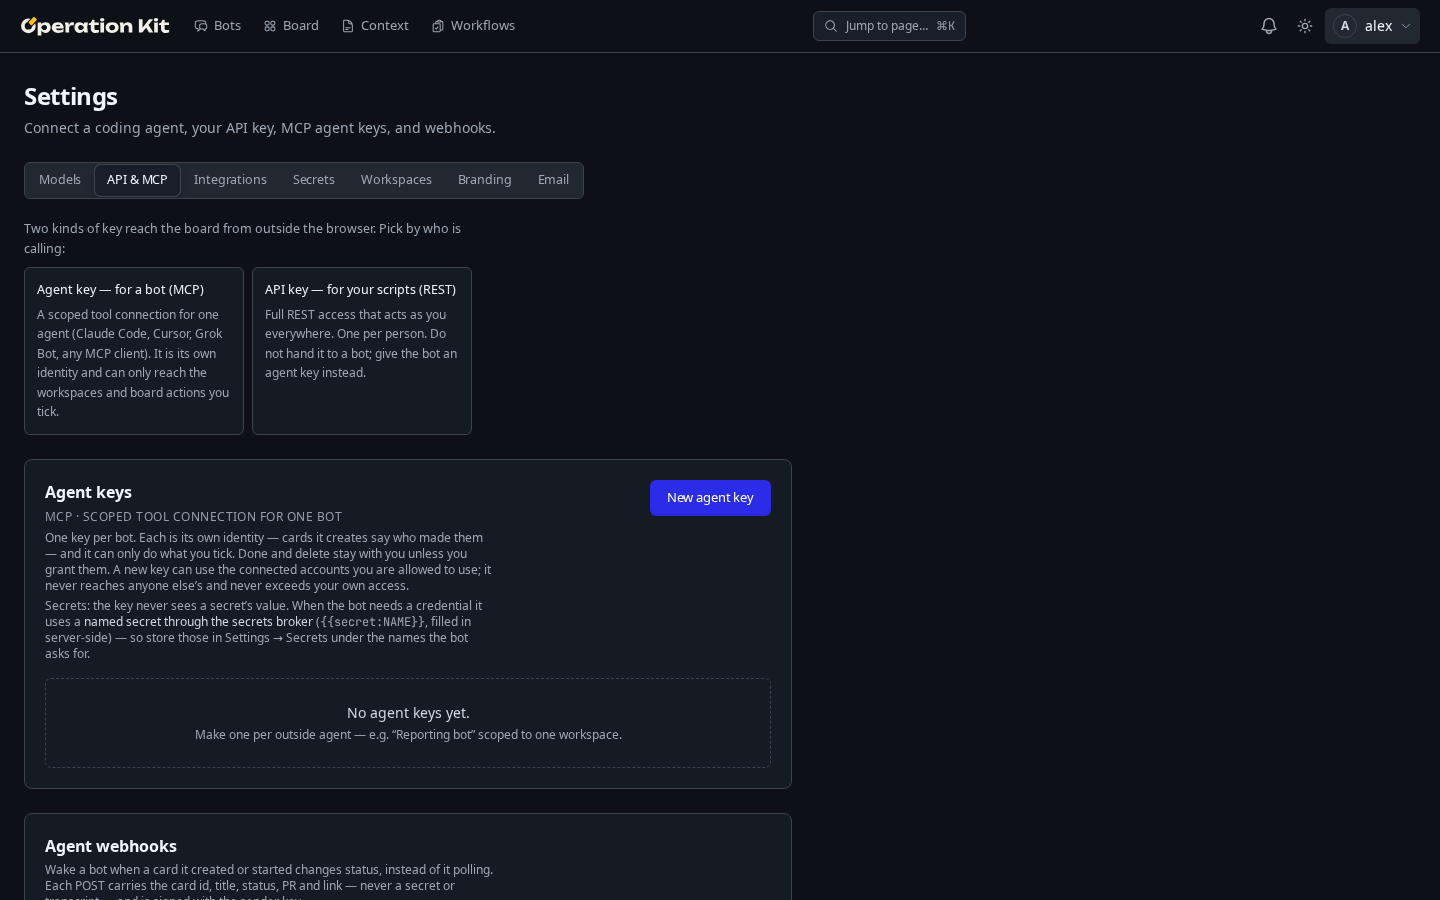 Operation Kit
Bots
Board
Context
Workflows
Jump to page... ⌘K
A
alex
Settings
Connect a coding agent, your API key, MCP agent keys, and webhooks.
Models
API & MCP
Integrations
Secrets
Workspaces
Branding
Email
Two kinds of key reach the board from outside the browser. Pick by who is
calling:
Agent key — for a bot (MCP)
A scoped tool connection for one
agent (Claude Code, Cursor, Grok
Bot, any MCP client). It is its own
identity and can only reach the
workspaces and board actions you
tick.
API key — for your scripts (REST)
Full REST access that acts as you
everywhere. One per person. Do
not hand it to a bot; give the bot an
agent key instead.
Agent keys
New agent key
MCP · SCOPED TOOL CONNECTION FOR ONE BOT
One key per bot. Each is its own identity — cards it creates say who made them
— and it can only do what you tick. Done and delete stay with you unless you
grant them. A new key can use the connected accounts you are allowed to use; it
never reaches anyone else’s and never exceeds your own access.
Secrets: the key never sees a secret’s value. When the bot needs a credential it
uses a named secret through the secrets broker ({{secret:NAME}}, filled in
server-side) — so store those in Settings → Secrets under the names the bot
asks for.
No agent keys yet.
Make one per outside agent — e.g. “Reporting bot” scoped to one workspace.
Agent webhooks
Wake a bot when a card it created or started changes status, instead of it polling.
Each POST carries the card id, title, status, PR and link — never a secret or